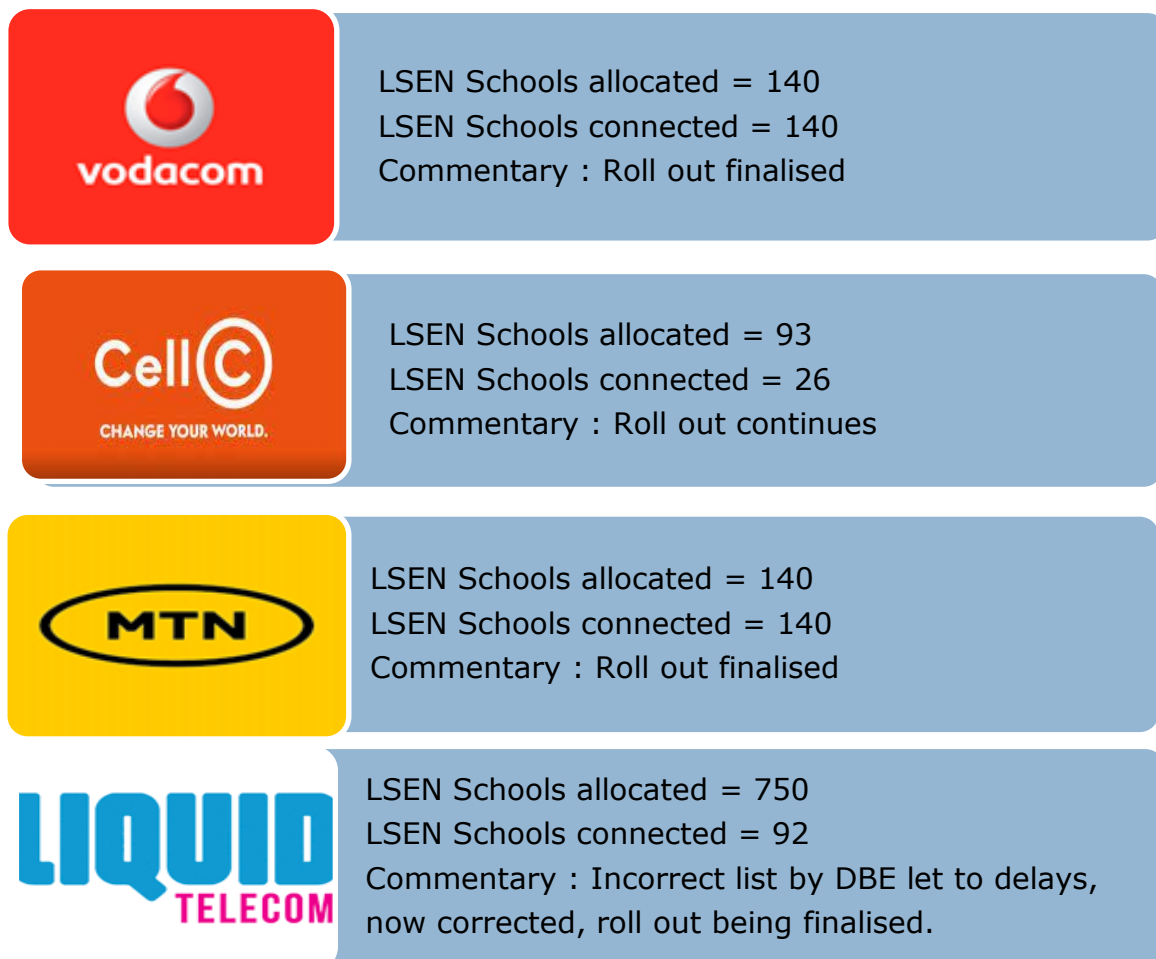 vodacom
LSEN Schools allocated = 140
LSEN Schools connected = 140
Commentary : Roll out finalised
Cell C
CHANGE YOUR WORLD.
LSEN Schools allocated = 93
LSEN Schools connected = 26
Commentary : Roll out continues
MTN
LSEN Schools allocated = 140
LSEN Schools connected = 140
Commentary : Roll out finalised
LIQUID
TELECOM
LSEN Schools allocated = 750
LSEN Schools connected = 92
Commentary : Incorrect list by DBE let to delays,
now corrected, roll out being finalised.